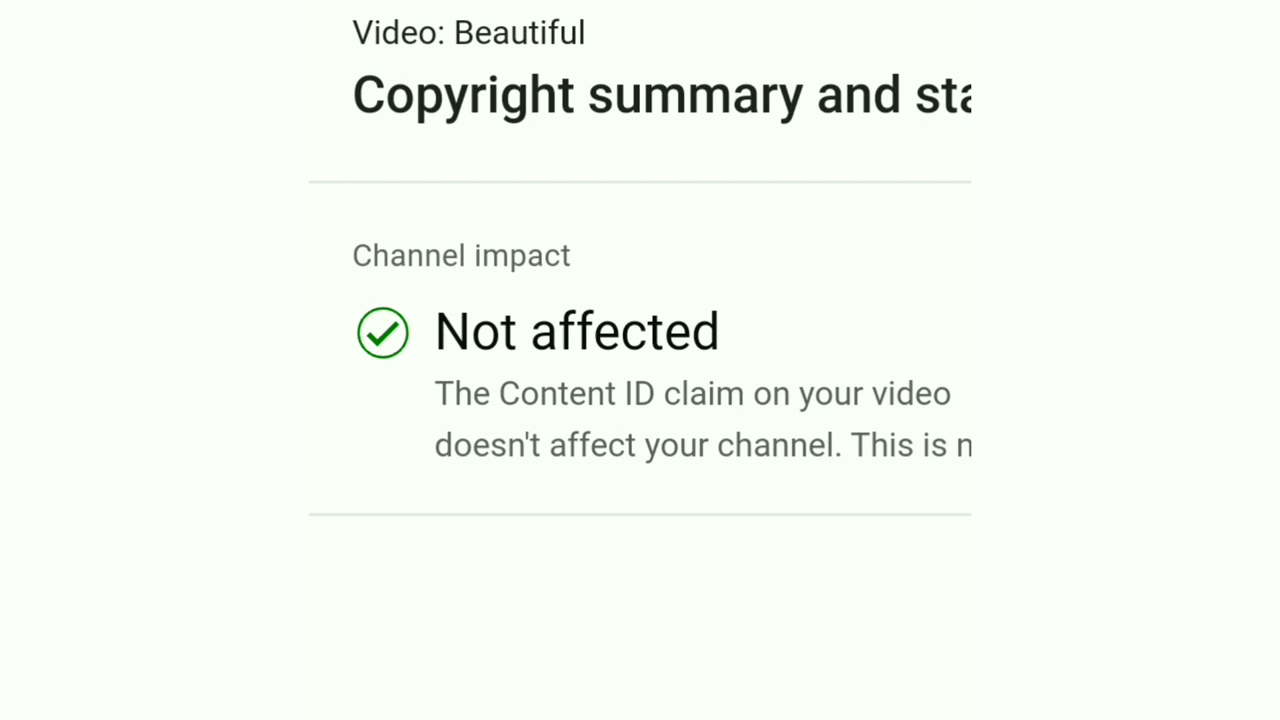 Video: Beautiful
Copyright summary and sta
Channel impact
Not affected
The Content ID claim on your video
doesn't affect your channel. This is n